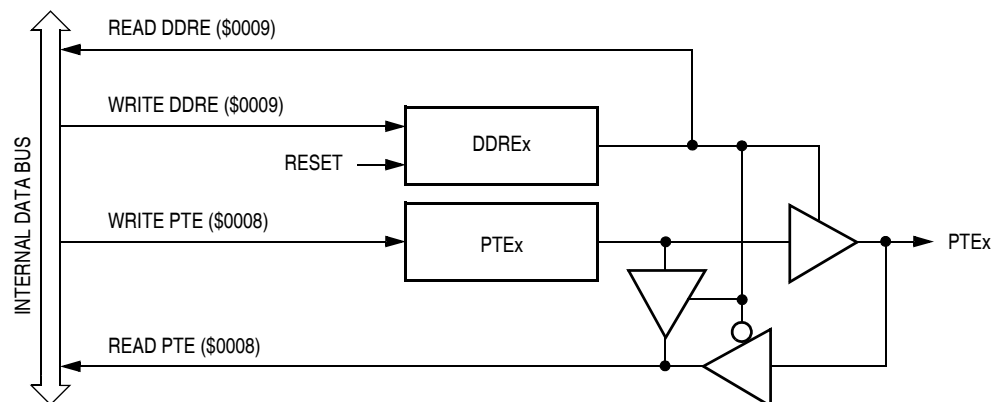 READ DDRE ($0009)
WRITE DDRE ($0009)
DDREx
RESET
INTERNAL DATA BUS
WRITE PTE ($0008)
PTEx
PTEx
READ PTE ($0008)